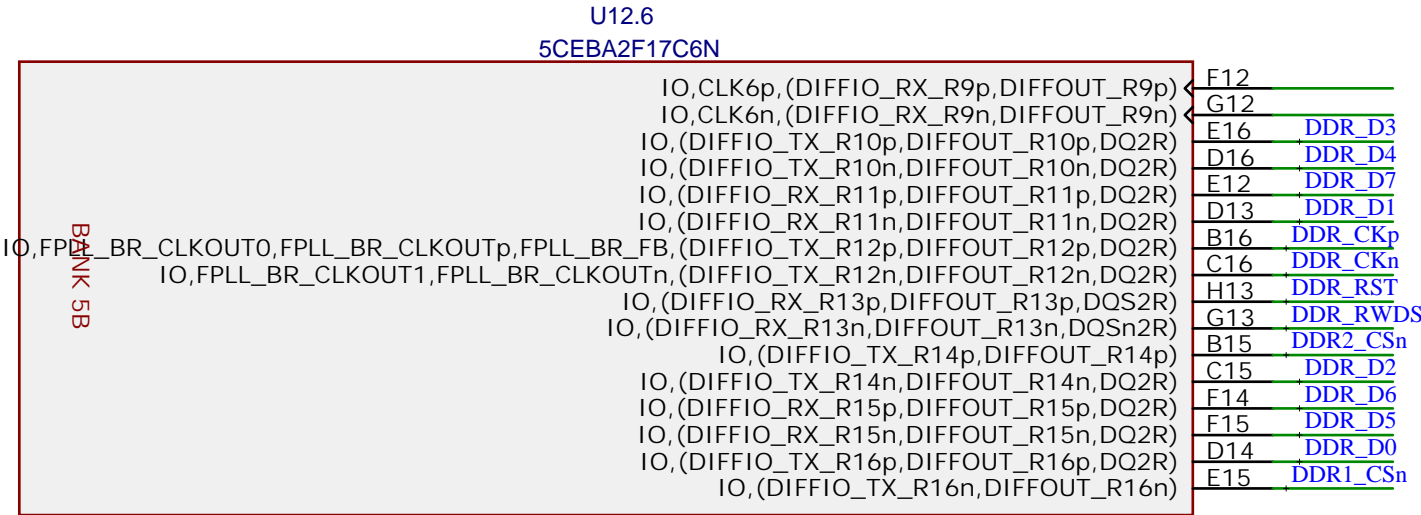 U12.6
5CEBA2F17C6N
IO,CLK6p,(DIFFIO_RX_R9p,DIFFOUT_R9p) F12
IO,CLK6n,(DIFFIO_RX_R9n,DIFFOUT_R9n) G12
IO,(DIFFIO_TX_R10p,DIFFOUT_R10p,DQ2R) E16 DDR_D3
IO,(DIFFIO_TX_R10n,DIFFOUT_R10n,DQ2R) D16 DDR_D4
IO,(DIFFIO_RX_R11p,DIFFOUT_R11p,DQ2R) E12 DDR_D7
IO,(DIFFIO_RX_R11n,DIFFOUT_R11n,DQ2R) D13 DDR_D1
IO,FPLL_BR_CLKOUT0,FPLL_BR_CLKOUTp,FPLL_BR_FB,(DIFFIO_TX_R12p,DIFFOUT_R12p,DQ2R) B16 DDR_CKp
IO,FPLL_BR_CLKOUT1,FPLL_BR_CLKOUTn,(DIFFIO_TX_R12n,DIFFOUT_R12n,DQ2R) C16 DDR_CKn
IO,(DIFFIO_RX_R13p,DIFFOUT_R13p,DQS2R) H13 DDR_RST
IO,(DIFFIO_RX_R13n,DIFFOUT_R13n,DQSn2R) G13 DDR_RWDS
IO,(DIFFIO_TX_R14p,DIFFOUT_R14p) B15 DDR2_CSn
IO,(DIFFIO_TX_R14n,DIFFOUT_R14n,DQ2R) C15 DDR_D2
IO,(DIFFIO_RX_R15p,DIFFOUT_R15p,DQ2R) F14 DDR_D6
IO,(DIFFIO_RX_R15n,DIFFOUT_R15n,DQ2R) F15 DDR_D5
IO,(DIFFIO_TX_R16p,DIFFOUT_R16p,DQ2R) D14 DDR_D0
IO,(DIFFIO_TX_R16n,DIFFOUT_R16n) E15 DDR1_CSn
BANK 5B